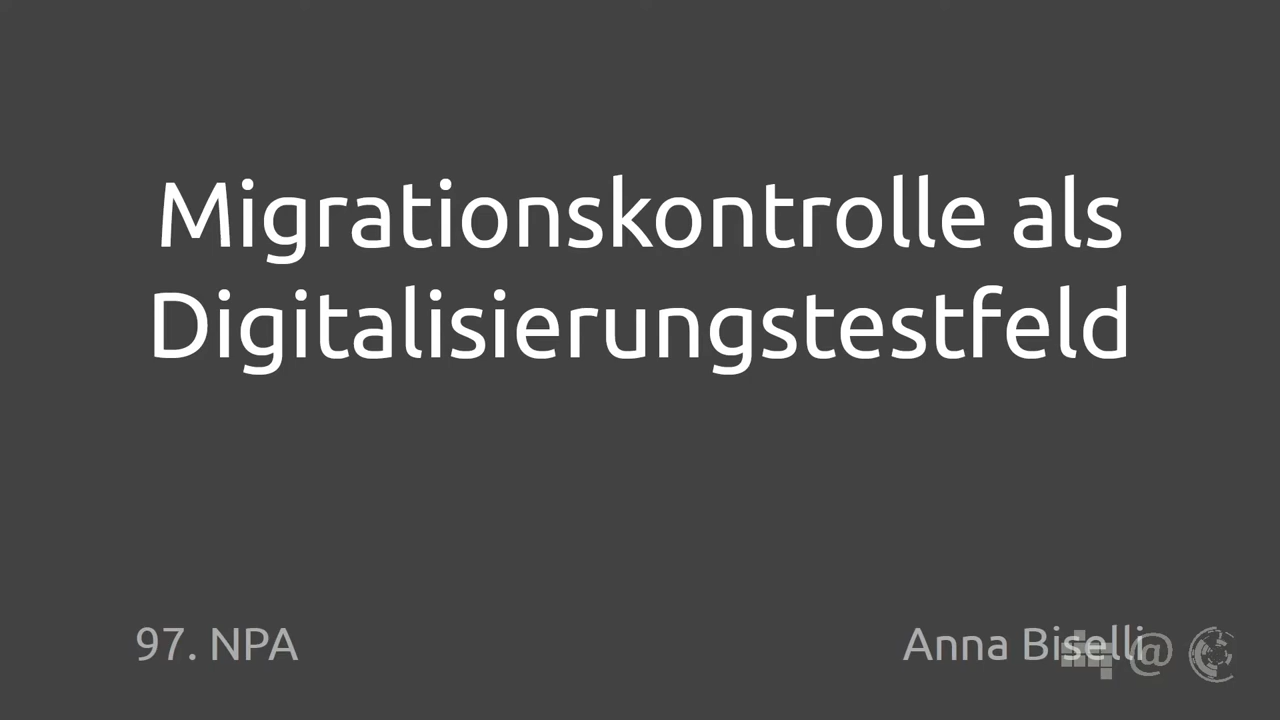 Migrationskontrolle als
Digitalisierungstestfeld
97. NPA
Anna Biselli
@